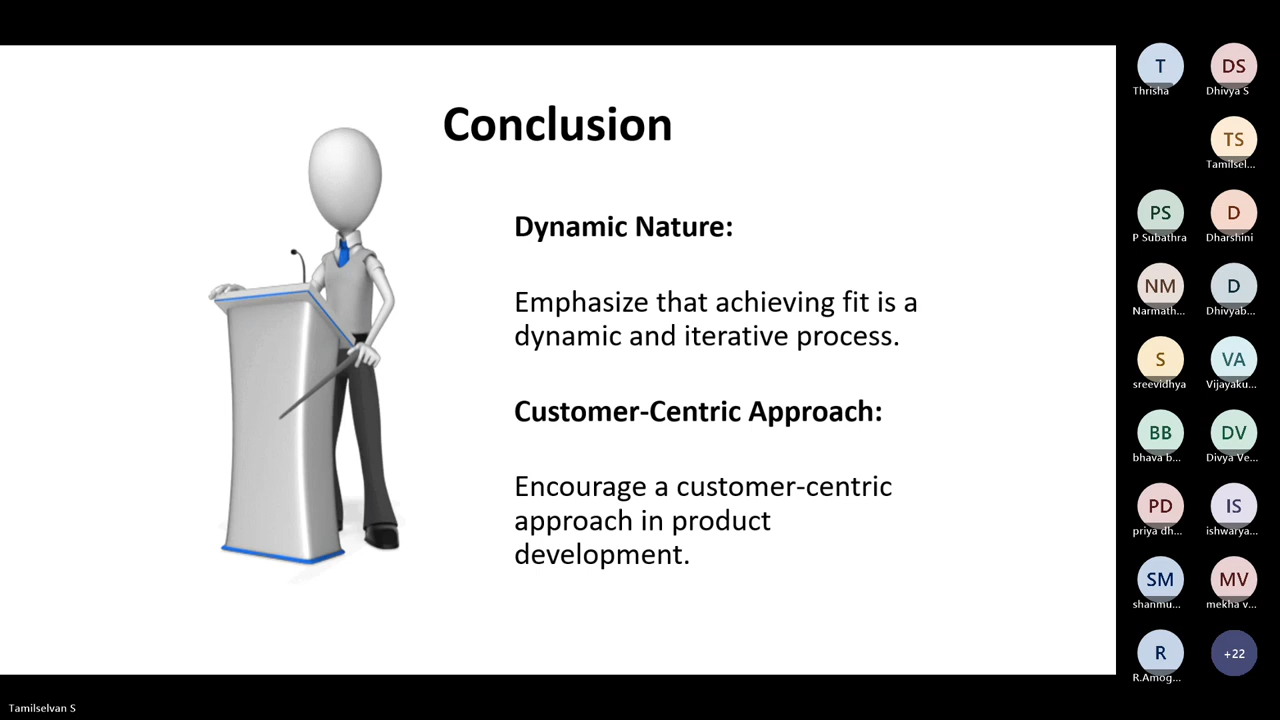 Conclusion
Dynamic Nature:
Emphasize that achieving fit is a
dynamic and iterative process.
Customer-Centric Approach:
Encourage a customer-centric
approach in product
development.
T
Thrisha
DS
Dhivya S
TS
Tamilsel...
PS
P Subathra
D
Dharshini
NM
Narmath...
D
Dhivyab...
S
sreevidhya
VA
Vijayaku...
BB
bhava b...
DV
Divya Ve...
PD
priya dh...
IS
ishwarya...
SM
shanmu...
MV
mekha v...
R
R.Amog...
+22
Tamilselvan S